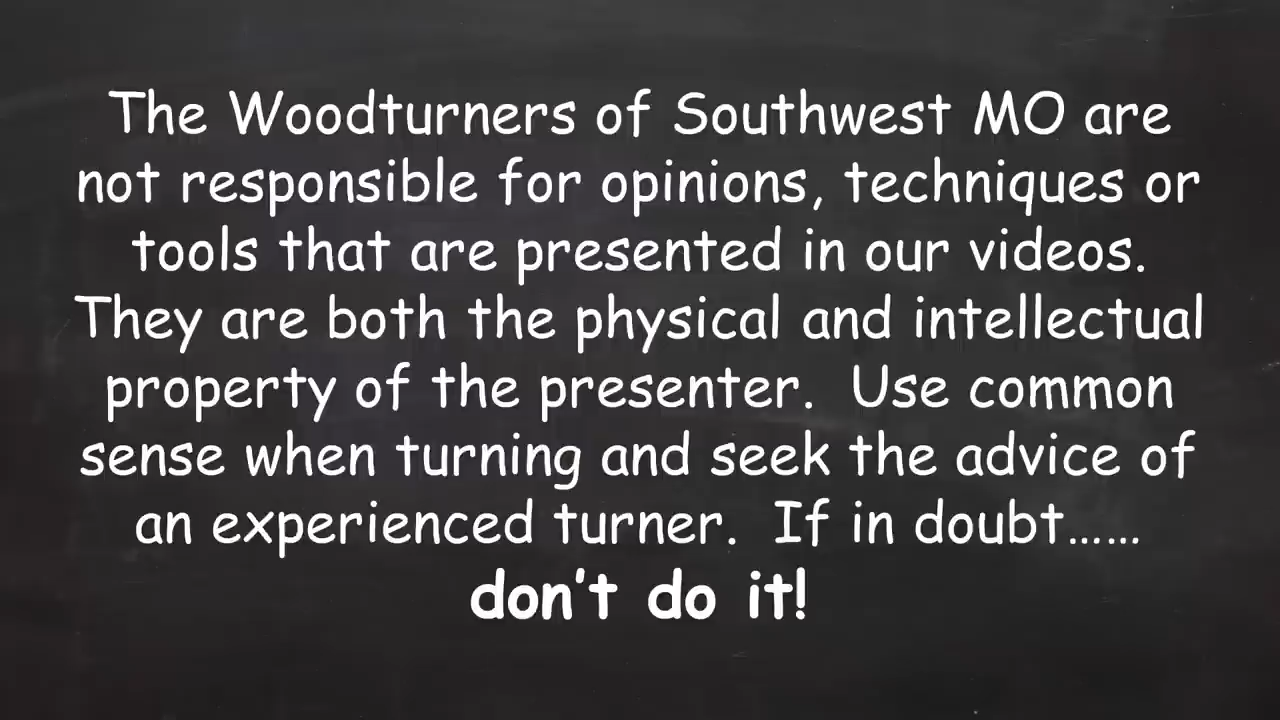 The Woodturners of Southwest MO are
not responsible for opinions, techniques or
tools that are presented in our videos.
They are both the physical and intellectual
property of the presenter.  Use common
sense when turning and seek the advice of
an experienced turner.  If in doubt……
don't do it!